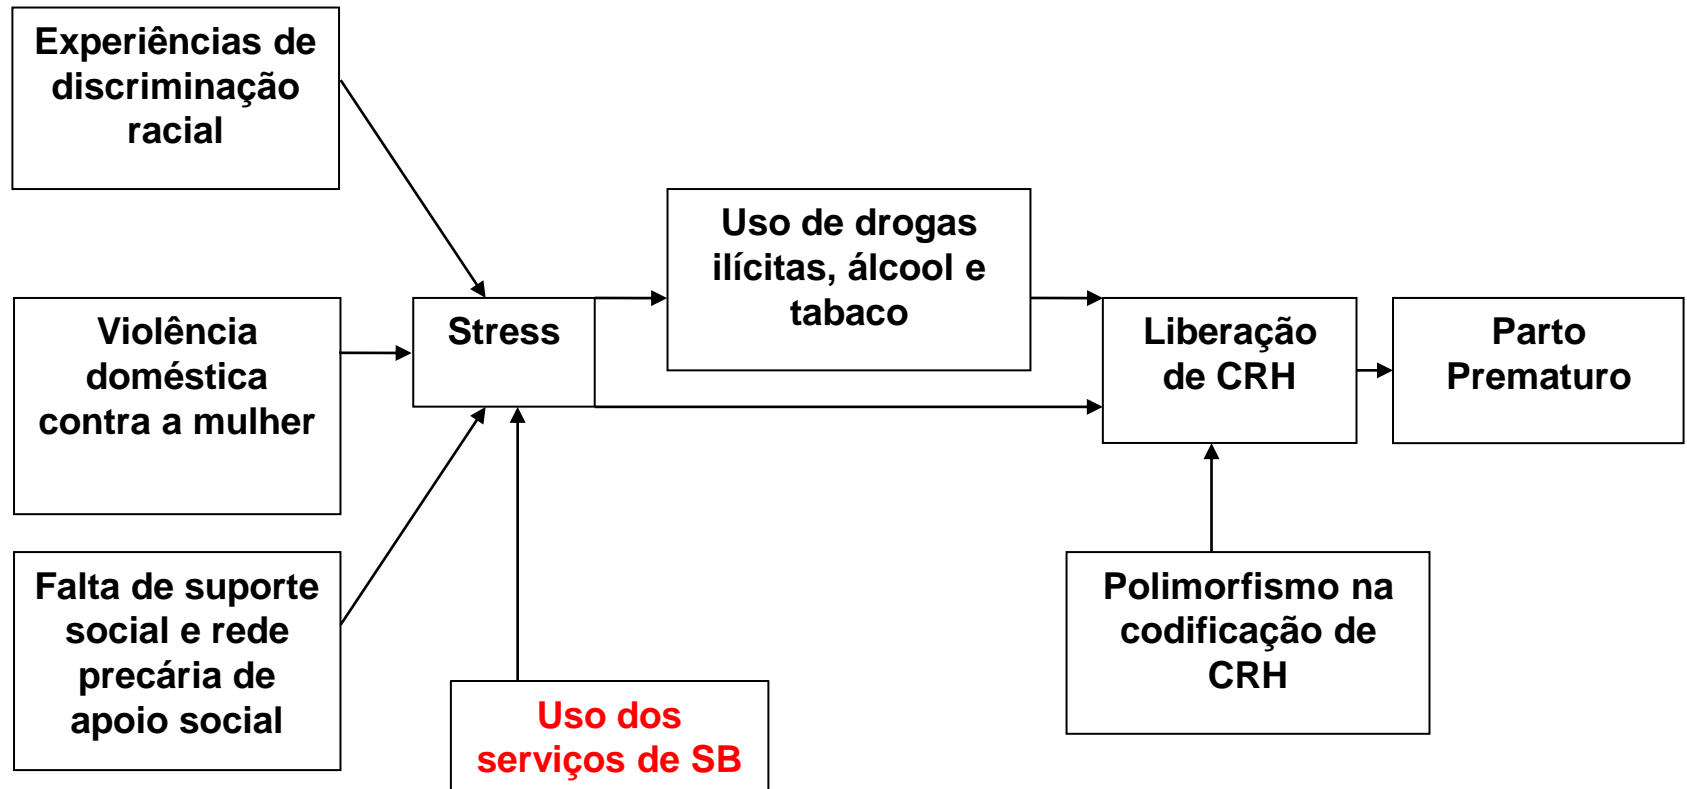 Experiências de
discriminação
racial
Uso de drogas
ilícitas, álcool e
tabaco
Violência
doméstica
contra a mulher
Stress
Liberação
de CRH
Parto
Prematuro
Falta de suporte
social e rede
precária de
apoio social
Uso dos
serviços de SB
Polimorfismo na
codificação de
CRH